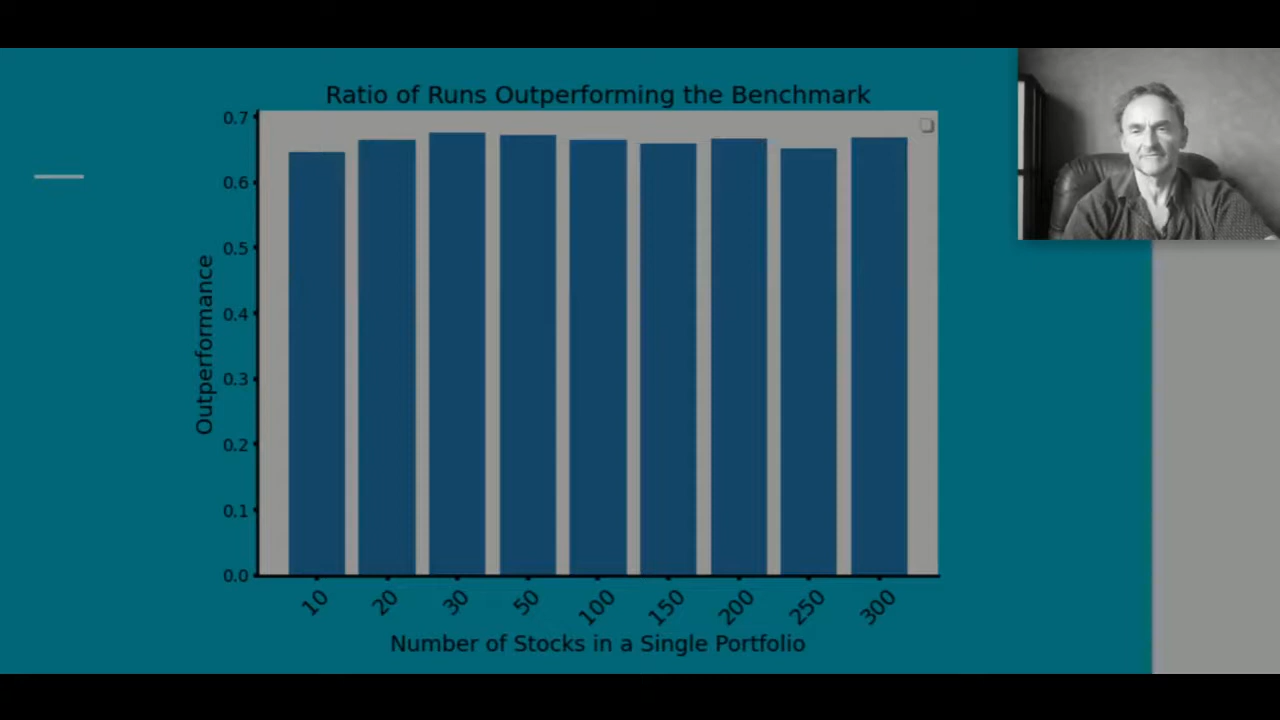 Ratio of Runs Outperforming the Benchmark
0.7
0.6
0.5
0.4
0.3
0.2
0.1
0.0
Outperformance
10 20 30 50 100 150 200 250 300
Number of Stocks in a Single Portfolio